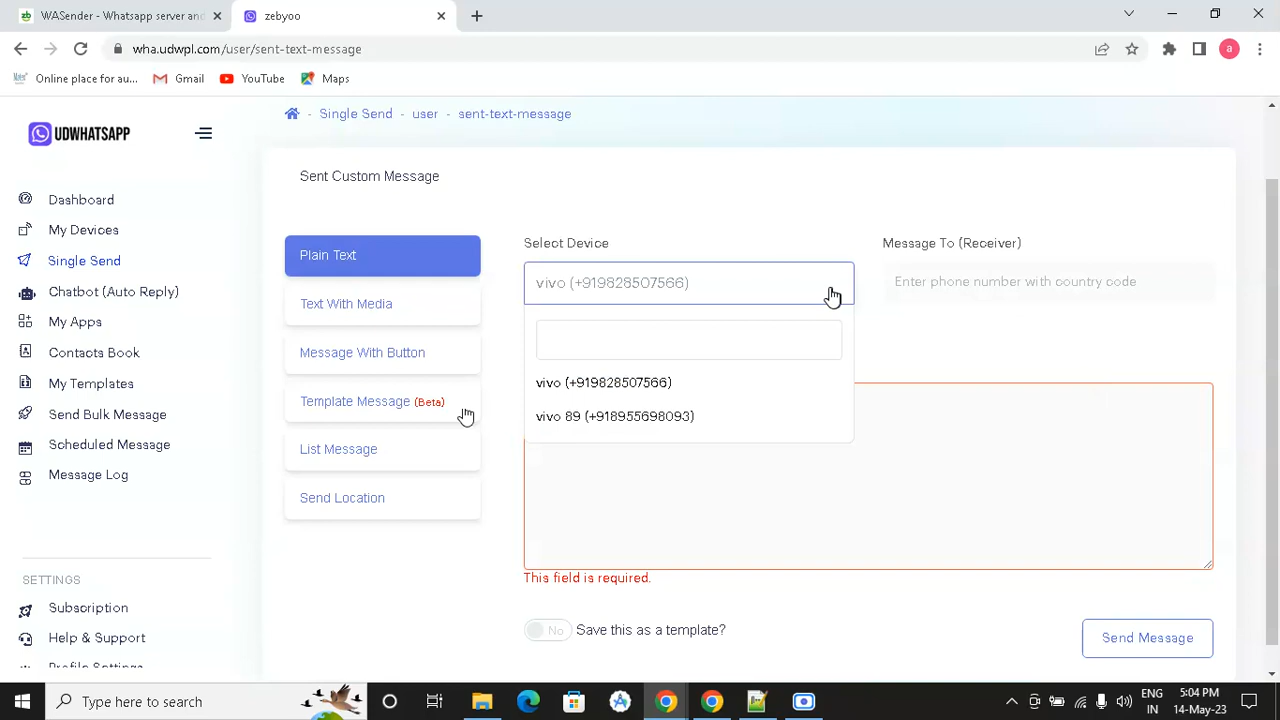 WASender - Whatsapp server and
zebyoo
wha.udwpl.com/user/sent-text-message
a
Online place for au...
Gmail
YouTube
Maps
UDWHATSAPP
Dashboard
My Devices
Single Send
Chatbot (Auto Reply)
My Apps
Contacts Book
My Templates
Send Bulk Message
Scheduled Message
Message Log
SETTINGS
Subscription
Help & Support
Profile Settings
- Single Send - user - sent-text-message
Sent Custom Message
Plain Text
Text With Media
Message With Button
Template Message (Beta)
List Message
Send Location
Select Device
vivo (+919828507566)
vivo (+919828507566)
vivo 89 (+918955698093)
Message To (Receiver)
Enter phone number with country code
This field is required.
No
Save this as a template?
Send Message
Type here to search
ENG
IN
5:04 PM
14-May-23